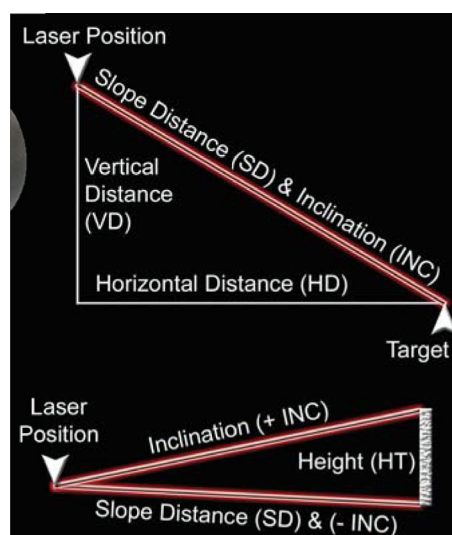 Laser Position
Slope Distance (SD) & Inclination (INC)
Vertical
Distance
(VD)
Horizontal Distance (HD)
Target
Laser
Position
Inclination (+ INC)
Height (HT)
Slope Distance (SD) & (- INC)